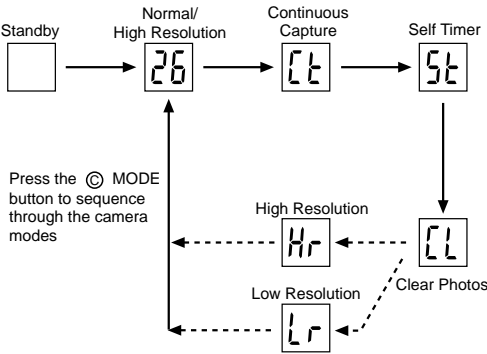 Standby
Normal/
High Resolution
Continuous
Capture
Self Timer
26
Ct
St
Press the Ⓒ MODE
button to sequence
through the camera
modes
High Resolution
Hr
CL
Clear Photos
Low Resolution
Lr